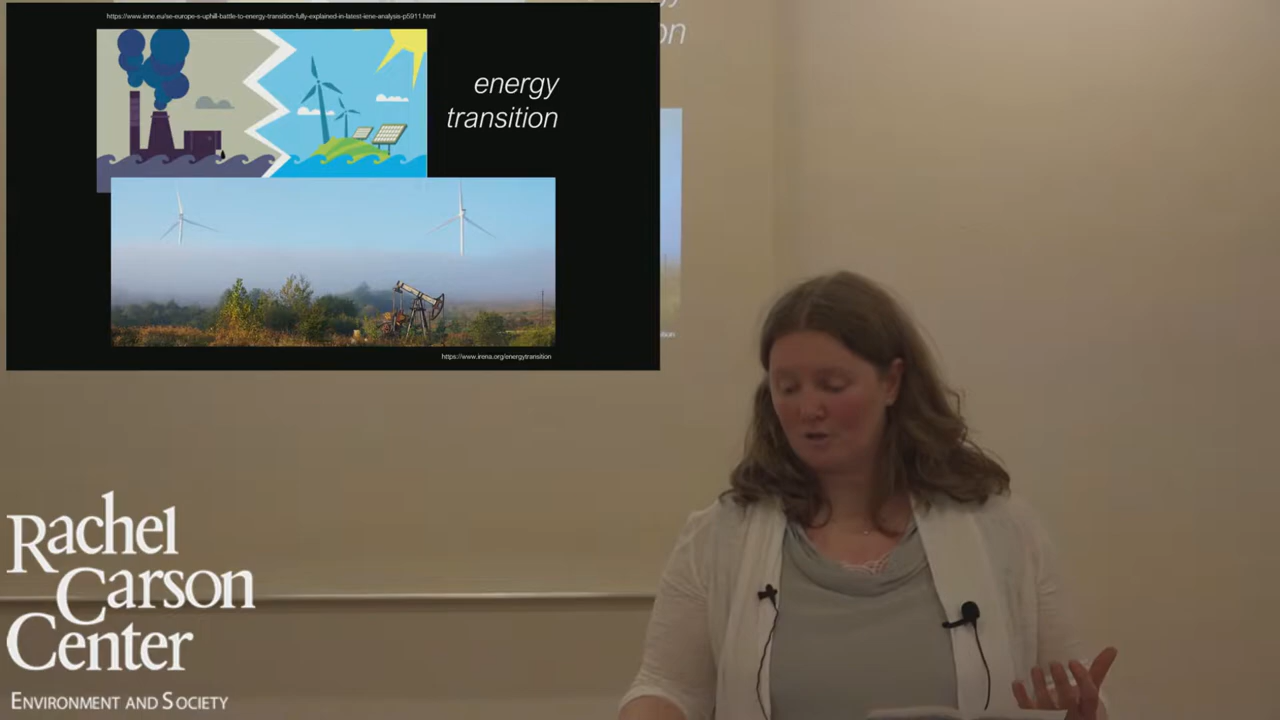 https://www.iene.eu/se-europe-s-uphill-battle-to-energy-transition-fully-explained-in-latest-iene-analysis-p5911.html
energy
transition
https://www.irena.org/energytransition
Rachel
Carson
Center
Environment and Society